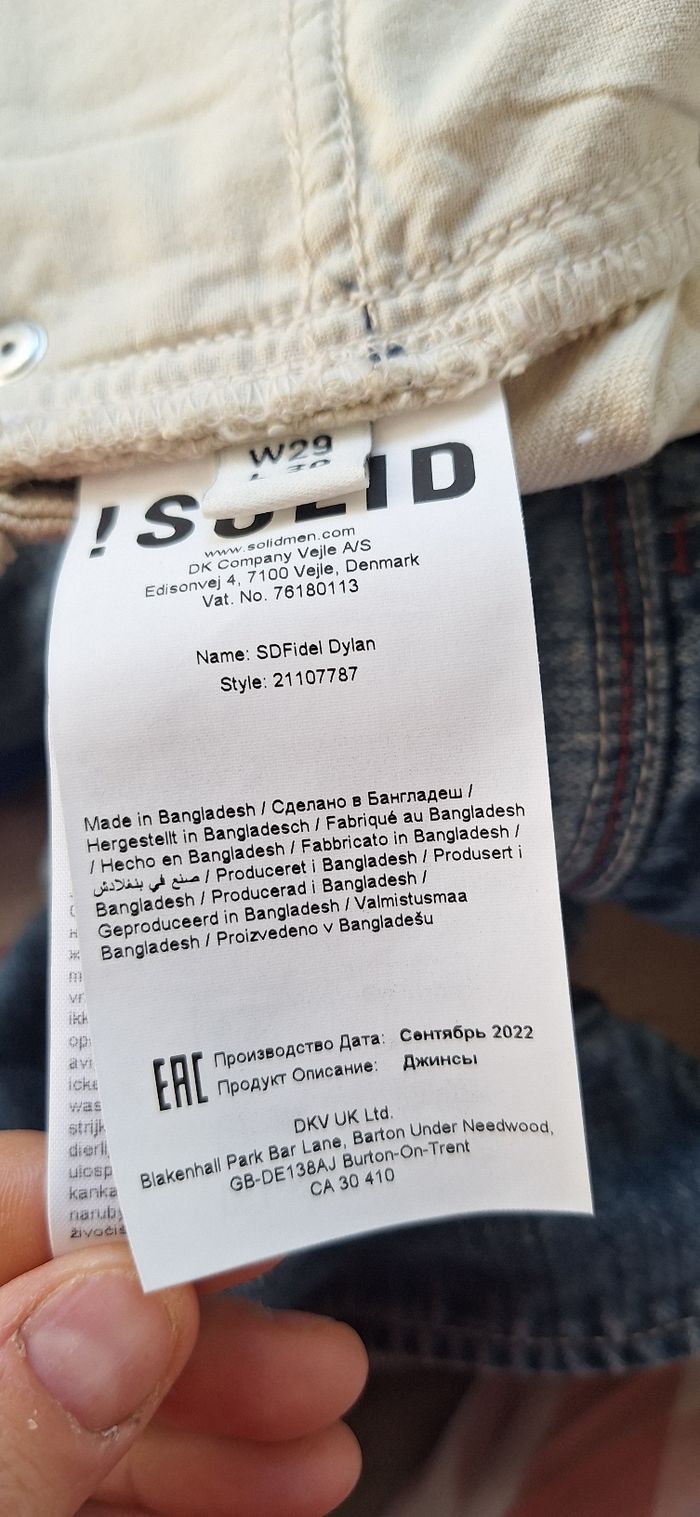 W29
!SOLID
www.solidmen.com
DK Company Vejle A/S
Edisonvej 4, 7100 Vejle, Denmark
Vat. No. 76180113
Name: SDFidel Dylan
Style: 21107787
Made in Bangladesh / Сделано в Бангладеш /
Hergestellt in Bangladesch / Fabriqué au Bangladesh
/ Hecho en Bangladesh / Fabbricato in Bangladesh /
صنع في بنغلادش / Produceret i Bangladesh / Produsert i
Bangladesh / Producerad i Bangladesh /
Geproduceerd in Bangladesh / Valmistusmaa
Bangladesh / Proizvedeno v Bangladešu
EAC Производство Дата: Сентябрь 2022
Продукт Описание: Джинсы
DKV UK Ltd.
Blakenhall Park Bar Lane, Barton Under Needwood,
GB-DE138AJ Burton-On-Trent
CA 30 410